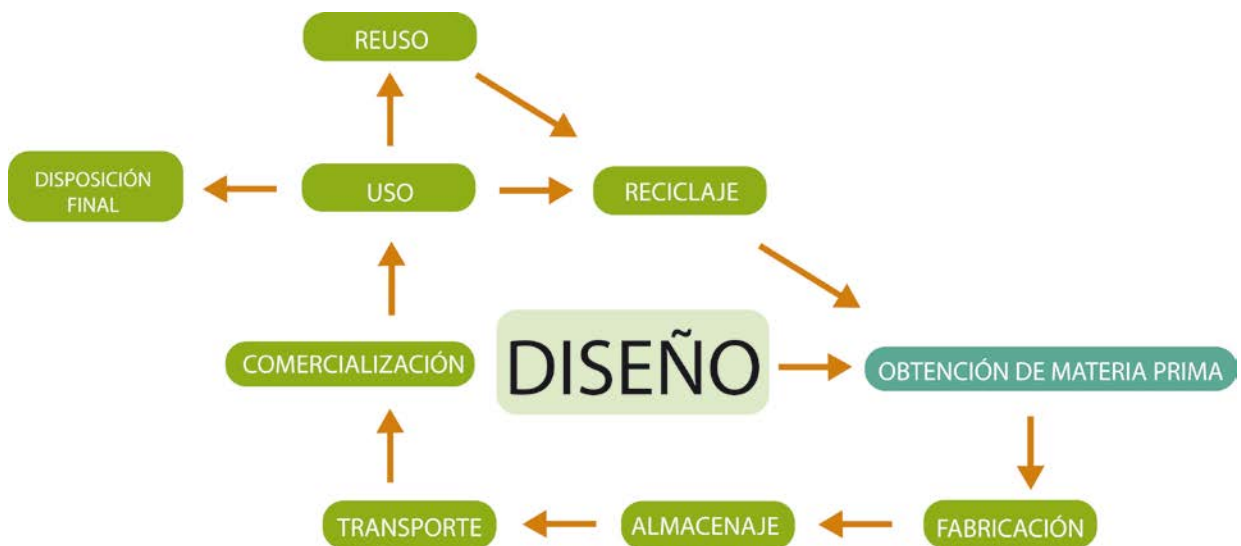 REUSO
DISPOSICIÓN
FINAL
USO
RECICLAJE
COMERCIALIZACIÓN
DISEÑO
OBTENCIÓN DE MATERIA PRIMA
TRANSPORTE
ALMACENAJE
FABRICACIÓN